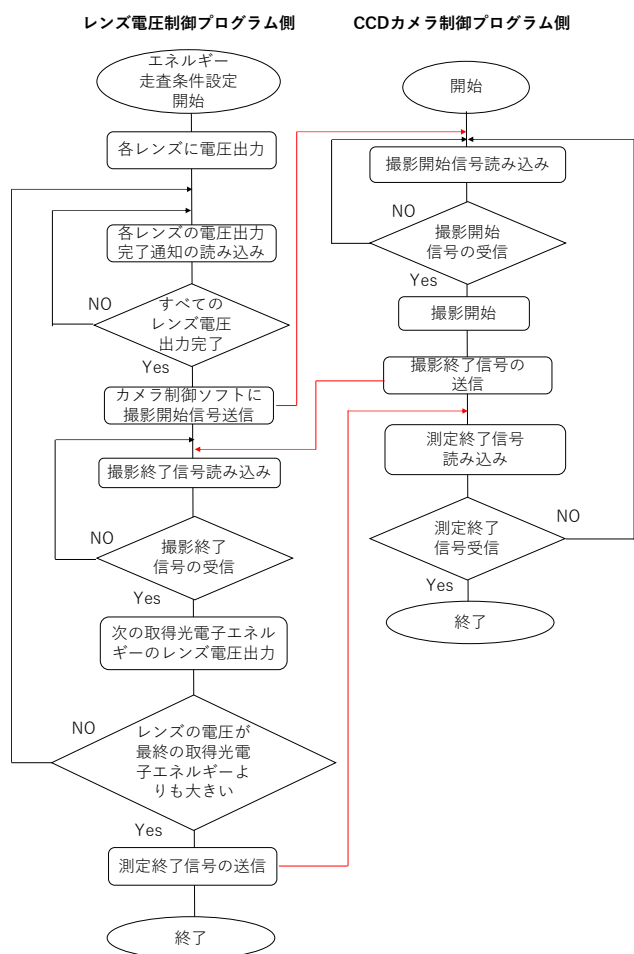 レンズ電圧制御プログラム側
エネルギー
走査条件設定
開始
各レンズに電圧出力
各レンズの電圧出力
完了通知の読み込み
NO
すべての
レンズ電圧
出力完了
Yes
カメラ制御ソフトに
撮影開始信号送信
撮影終了信号読み込み
NO
撮影終了
信号の受信
Yes
次の取得光電子エネル
ギーのレンズ電圧出力
NO
レンズの電圧が
最終の取得光電
子エネルギーよ
りも大きい
Yes
測定終了信号の送信
終了
CCDカメラ制御プログラム側
開始
撮影開始信号読み込み
NO
撮影開始
信号の受信
Yes
撮影開始
撮影終了信号の
送信
測定終了信号
読み込み
測定終了
信号受信
NO
Yes
終了